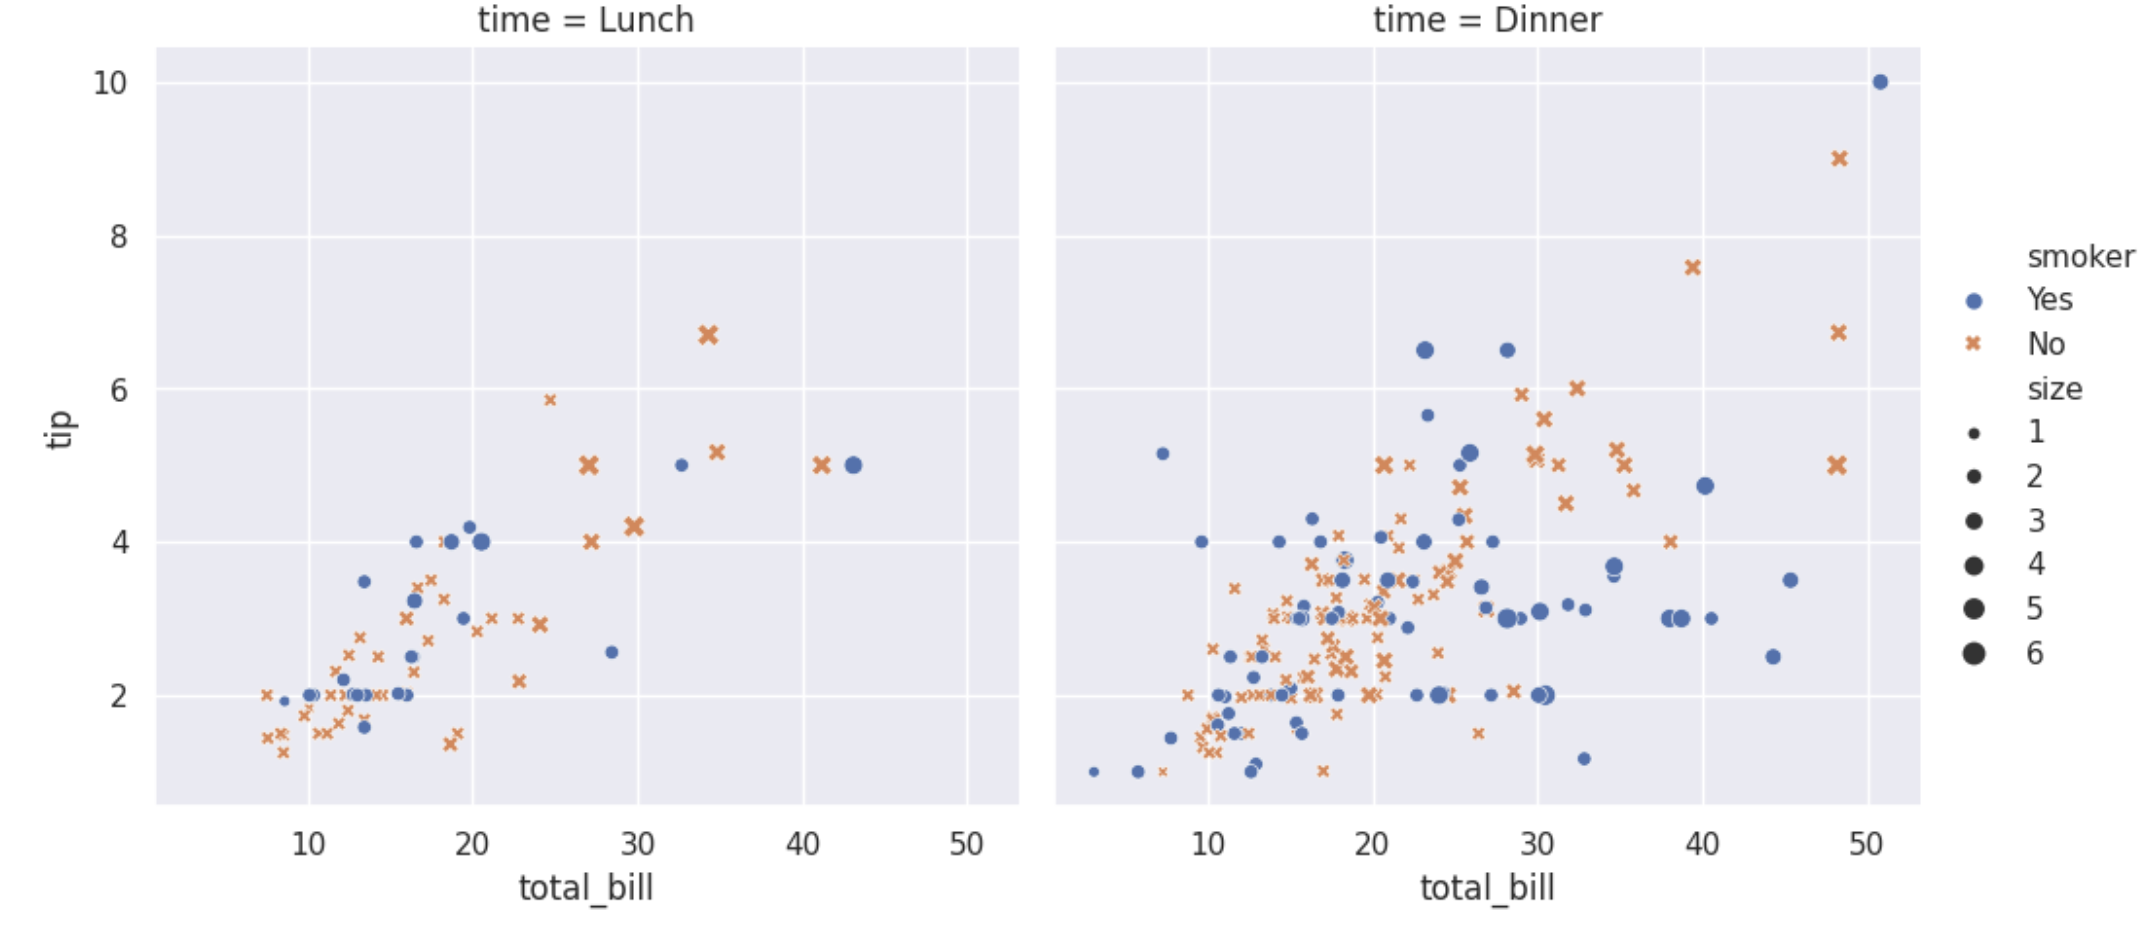 time = Lunch
time = Dinner
10
8
6
4
2
tip
10 20 30 40 50
10 20 30 40 50
total_bill
total_bill
smoker
Yes
No
size
1
2
3
4
5
6